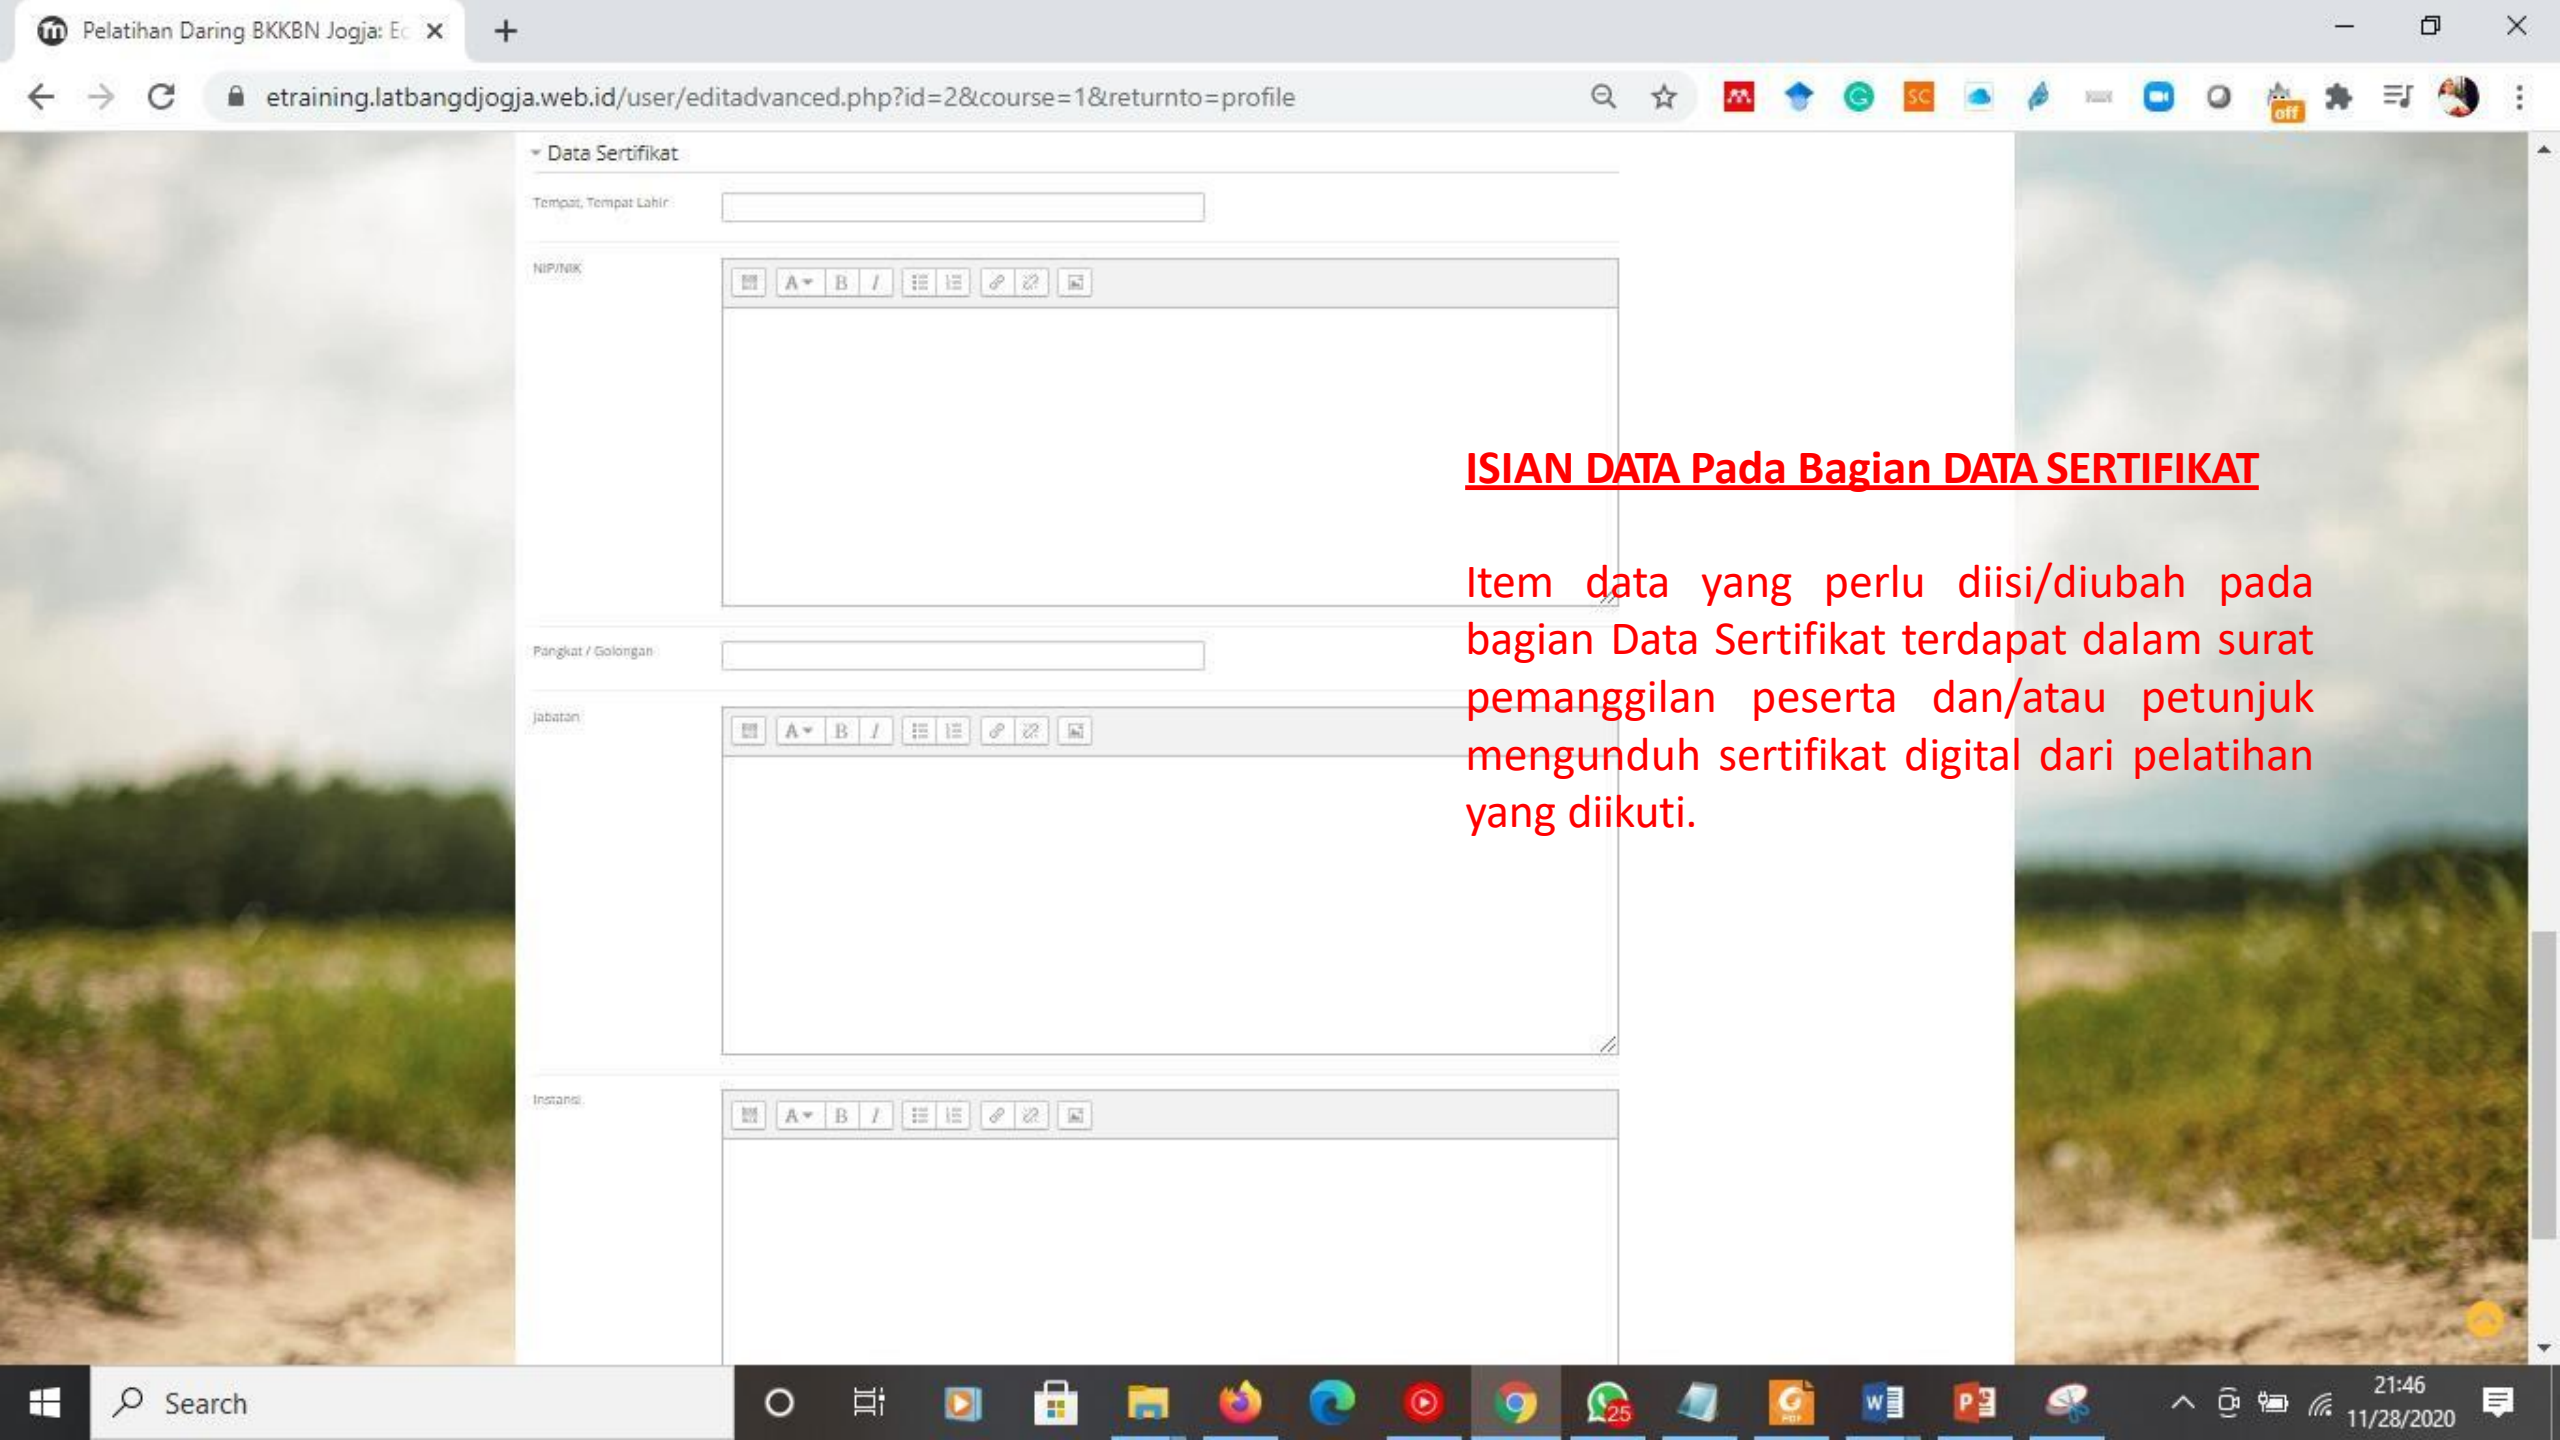 Pelatihan Daring BKKBN Jogja: Ec
etraining.latbangdjogja.web.id/user/editadvanced.php?id=2&course=1&returnto=profile
SC
off
Data Sertifikat
Tempat, Tempat Lahir
NIP/NIK
A B I
ISIAN DATA Pada Bagian DATA SERTIFIKAT
Item data yang perlu diisi/diubah pada
bagian Data Sertifikat terdapat dalam surat
pemanggilan peserta dan/atau petunjuk
mengunduh sertifikat digital dari pelatihan
yang diikuti.
Pangkat / Golongan
Jabatan
A B I
Instansi
A B I
Search
25
21:46
11/28/2020